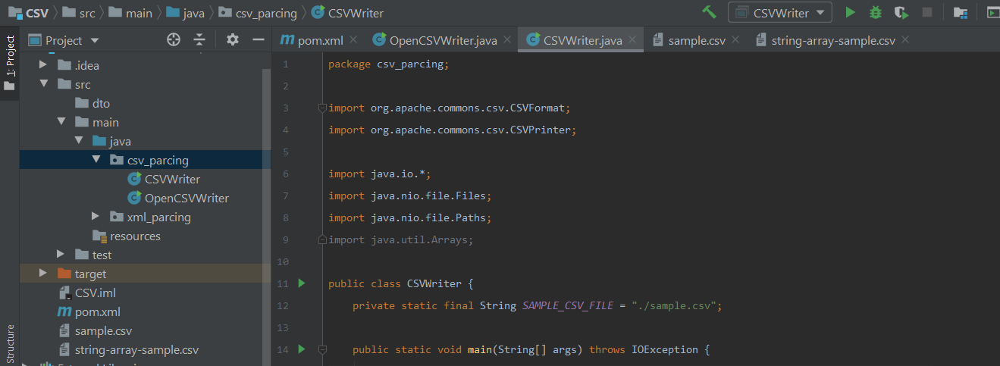 CSV src main java csv_parcing CSVWriter CSVWriter
1: Project
Project
.idea
src
dto
main
java
csv_parcing
CSVWriter
OpenCSVWriter
xml_parcing
resources
test
target
CSV.iml
pom.xml
sample.csv
string-array-sample.csv
Structure
pom.xml OpenCSVWriter.java CSVWriter.java sample.csv string-array-sample.csv
1 package csv_parcing;
2
3 import org.apache.commons.csv.CSVFormat;
4 import org.apache.commons.csv.CSVPrinter;
5
6 import java.io.*;
7 import java.nio.file.Files;
8 import java.nio.file.Paths;
9 import java.util.Arrays;
10
11 public class CSVWriter {
12 private static final String SAMPLE_CSV_FILE = "./sample.csv";
13
14 public static void main(String[] args) throws IOException {